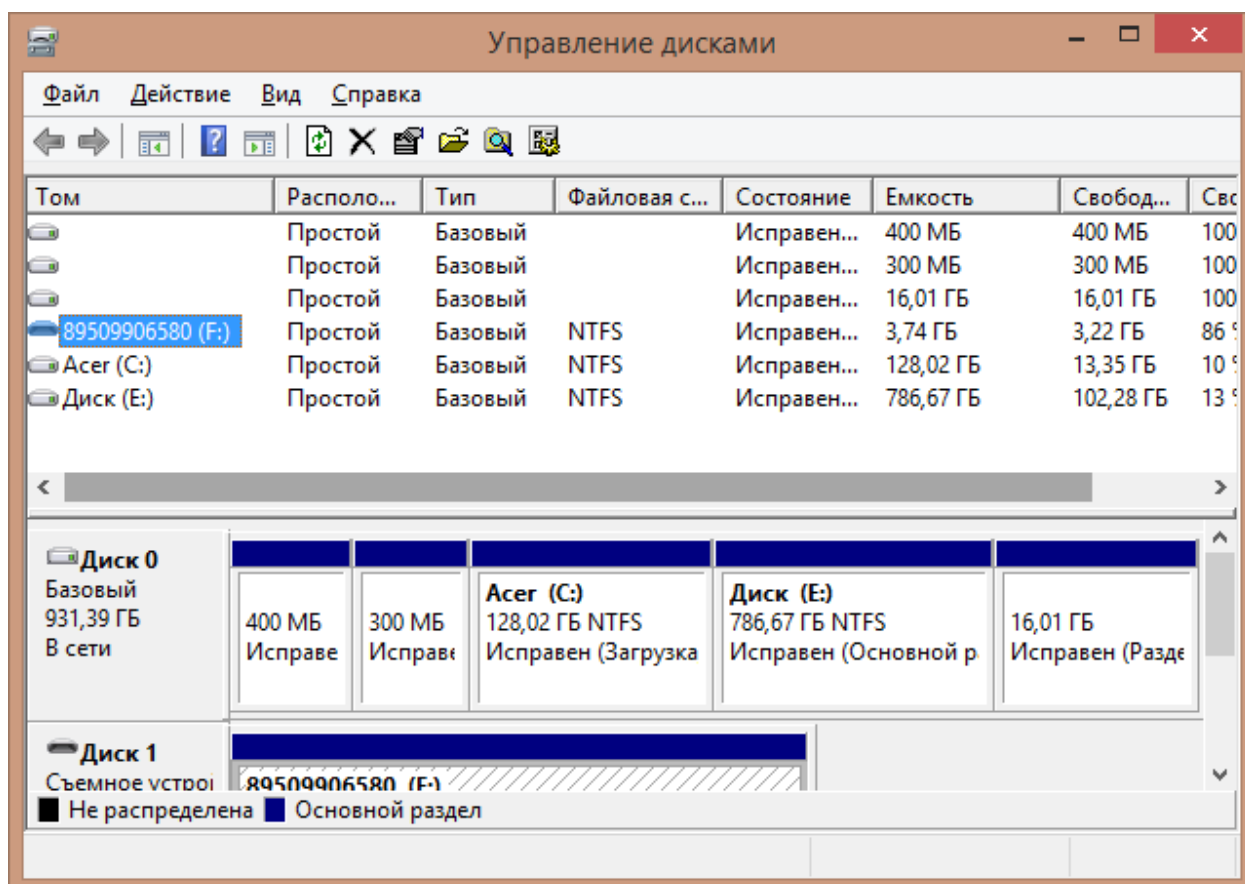 Управление дисками
Файл Действие Вид Справка
Том Располо... Тип Файловая с... Состояние Емкость Свобод... Сво
Простой Базовый Исправен... 400 МБ 400 МБ 100
Простой Базовый Исправен... 300 МБ 300 МБ 100
Простой Базовый Исправен... 16,01 ГБ 16,01 ГБ 100
89509906580 (F:) Простой Базовый NTFS Исправен... 3,74 ГБ 3,22 ГБ 86 %
Acer (C:) Простой Базовый NTFS Исправен... 128,02 ГБ 13,35 ГБ 10 %
Диск (E:) Простой Базовый NTFS Исправен... 786,67 ГБ 102,28 ГБ 13 %
Диск 0
Базовый
931,39 ГБ
В сети
400 МБ
Исправе
300 МБ
Исправе
Acer (C:)
128,02 ГБ NTFS
Исправен (Загрузка
Диск (E:)
786,67 ГБ NTFS
Исправен (Основной р
16,01 ГБ
Исправен (Разде
Диск 1
Съемное устрой
89509906580 (F:)
Не распределена Основной раздел